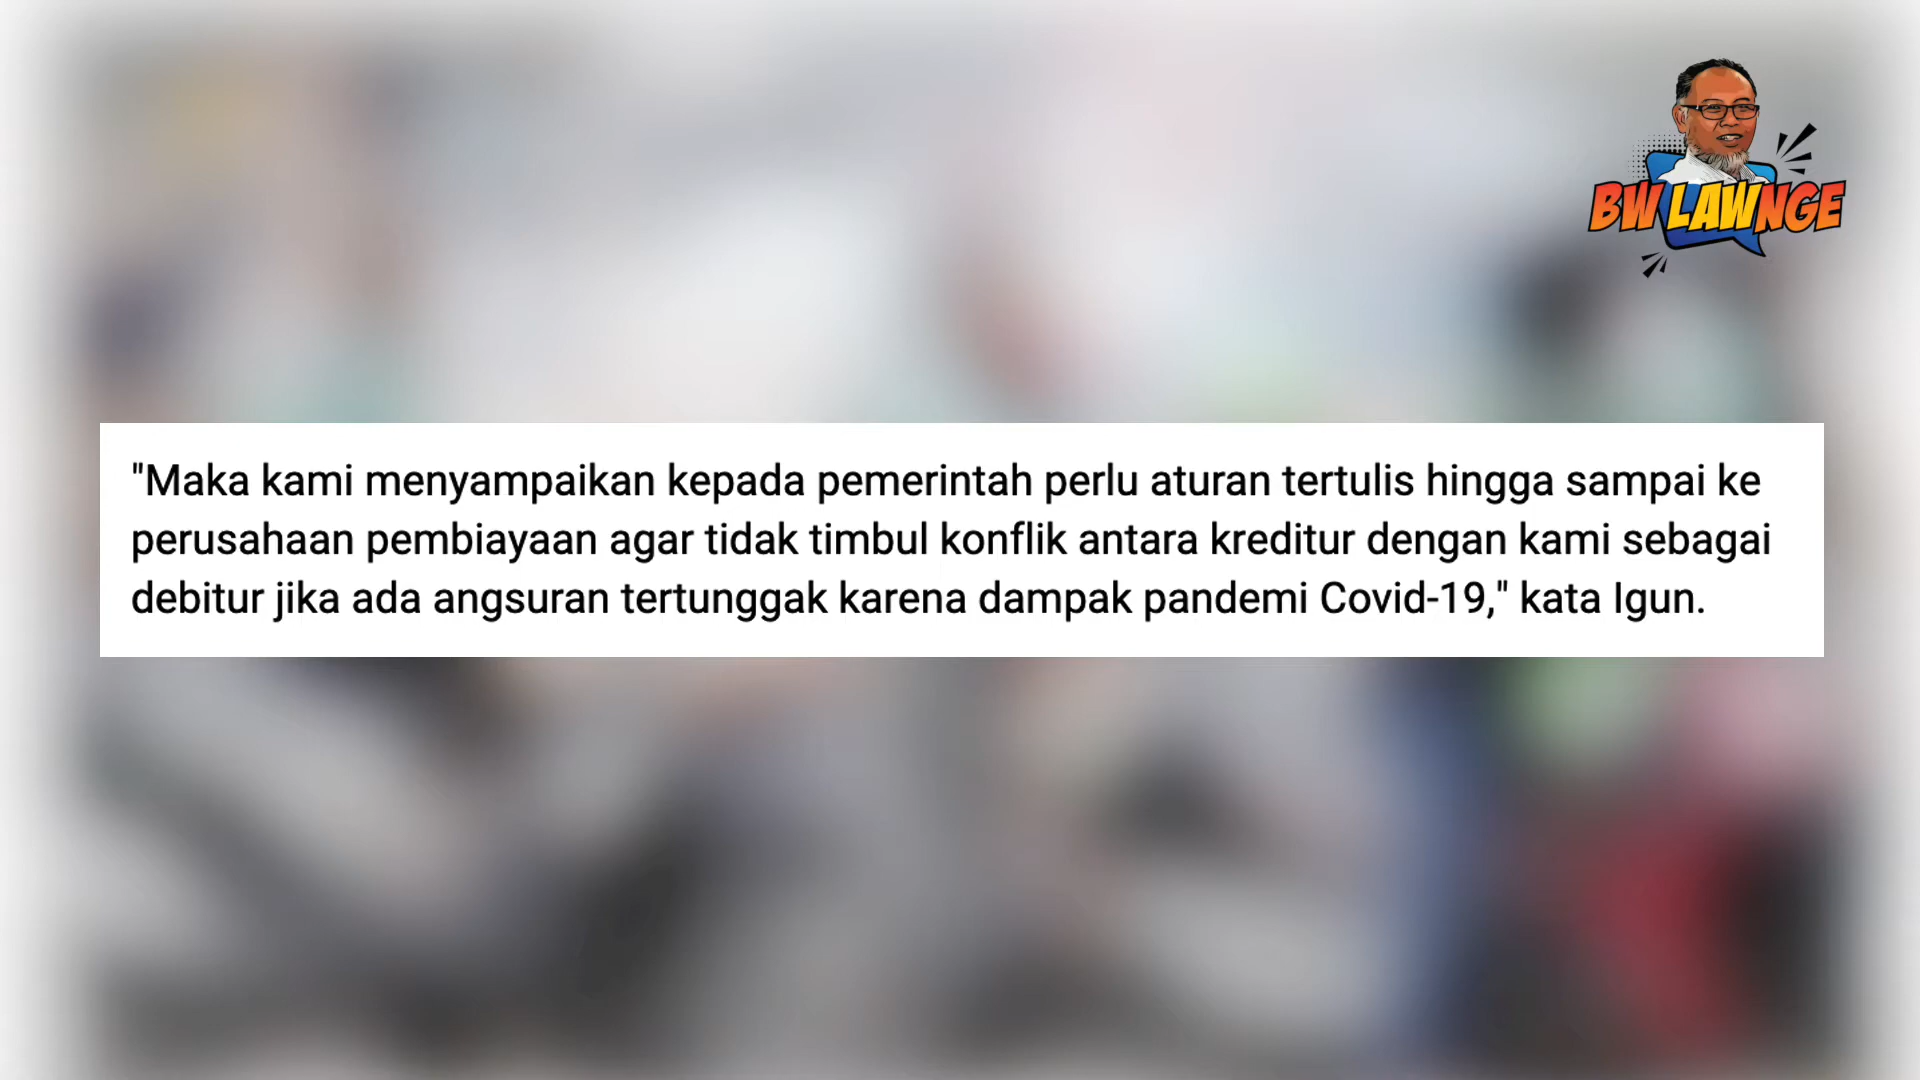 BW LAWNGE
"Maka kami menyampaikan kepada pemerintah perlu aturan tertulis hingga sampai ke
perusahaan pembiayaan agar tidak timbul konflik antara kreditur dengan kami sebagai
debitur jika ada angsuran tertunggak karena dampak pandemi Covid-19," kata Igun.